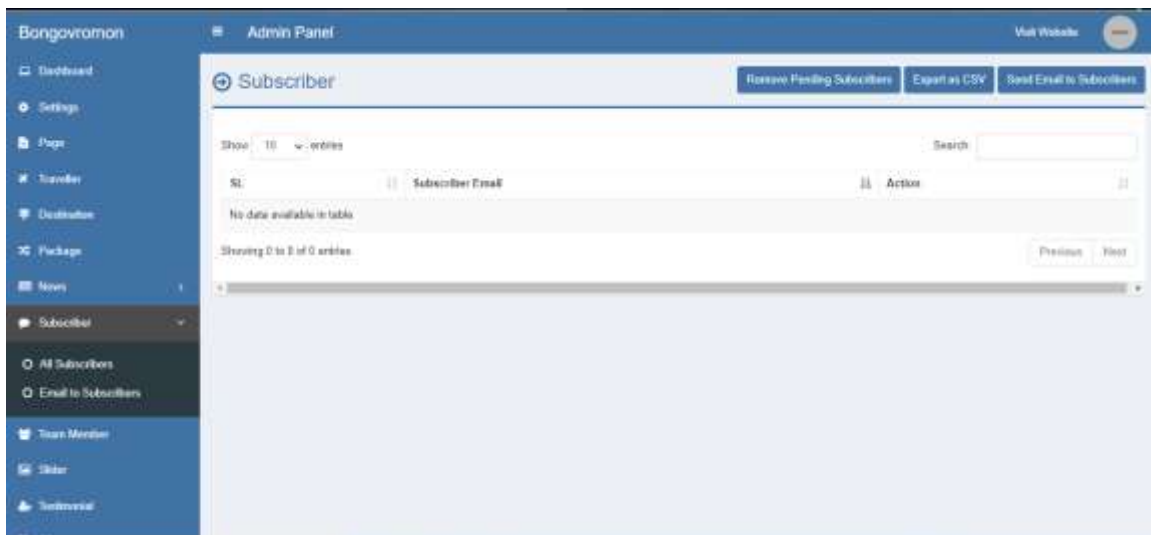 Bongovromon
Admin Panel
Visit Website
Dashboard
Settings
Page
Traveller
Destination
Package
News
Subscriber
All Subscribers
Email to Subscribers
Team Member
Slider
Testimonial
Subscriber
Remove Pending Subscribers
Export as CSV
Send Email to Subscribers
Show 10 entries
Search:
SL
Subscriber Email
Action
No data available in table
Showing 0 to 0 of 0 entries
Previous
Next